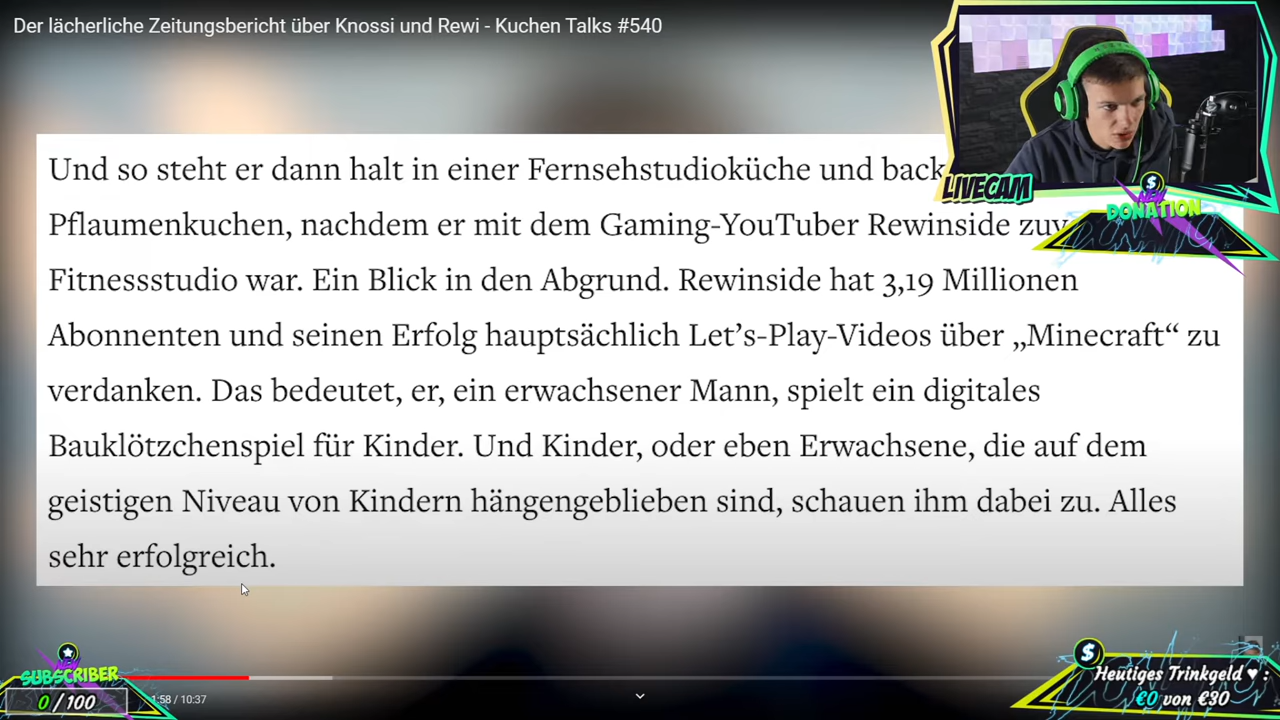 Der lächerliche Zeitungsbericht über Knossi und Rewi - Kuchen Talks #540
Und so steht er dann halt in einer Fernsehstudioküche und back
Pflaumenkuchen, nachdem er mit dem Gaming-YouTuber Rewinside zuv
Fitnessstudio war. Ein Blick in den Abgrund. Rewinside hat 3,19 Millionen
Abonnenten und seinen Erfolg hauptsächlich Let’s-Play-Videos über „Minecraft“ zu
verdanken. Das bedeutet, er, ein erwachsener Mann, spielt ein digitales
Bauklötzchenspiel für Kinder. Und Kinder, oder eben Erwachsene, die auf dem
geistigen Niveau von Kindern hängengeblieben sind, schauen ihm dabei zu. Alles
sehr erfolgreich.
LIVECAM
$
NEW
DONATION
NEW
SUBSCRIBER
0 / 100
1:58 / 10:37
$
Heutiges Trinkgeld ♥ :
€0 von €30